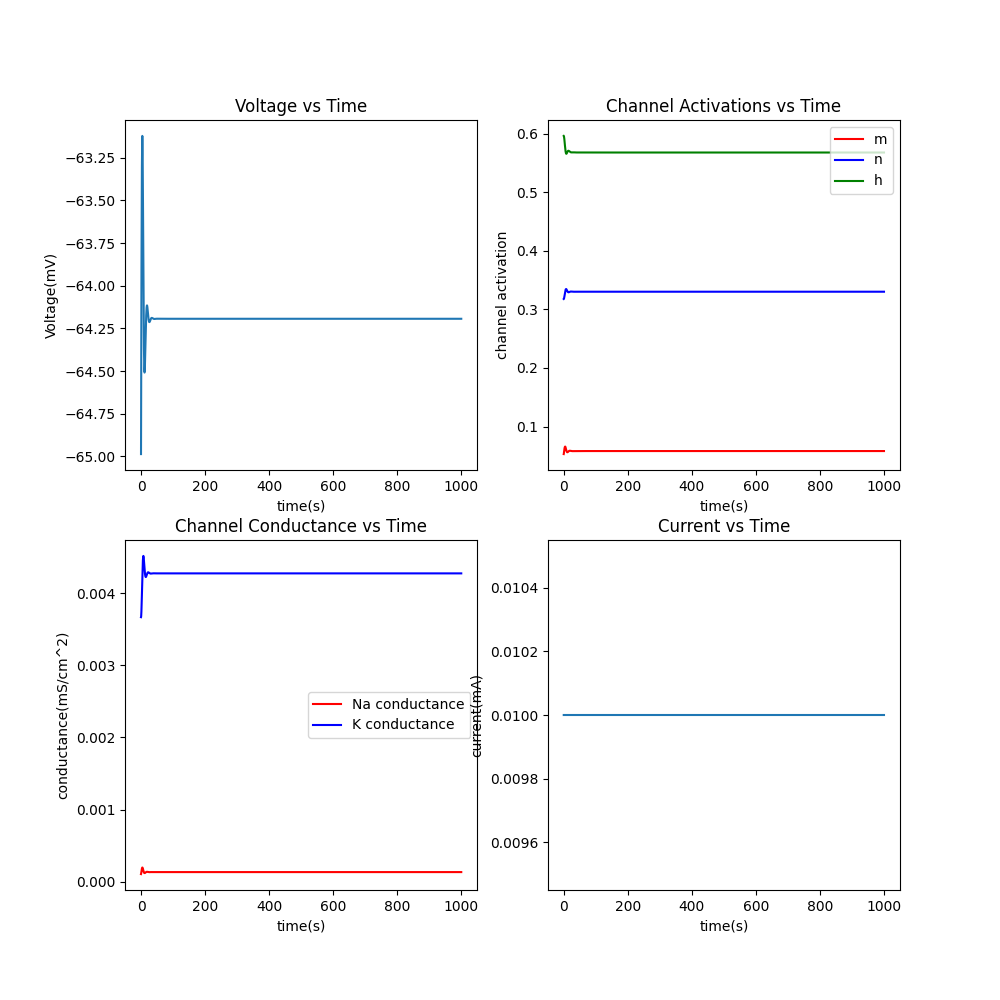 Voltage vs Time
Voltage(mV)
−63.25
−63.50
−63.75
−64.00
−64.25
−64.50
−64.75
−65.00
0 200 400 600 800 1000
time(s)
Channel Activations vs Time
channel activation
0.6
0.5
0.4
0.3
0.2
0.1
m
n
h
0 200 400 600 800 1000
time(s)
Channel Conductance vs Time
conductance(mS/cm^2)
0.004
0.003
0.002
0.001
0.000
Na conductance
K conductance
0 200 400 600 800 1000
time(s)
Current vs Time
current(mA)
0.0104
0.0102
0.0100
0.0098
0.0096
0 200 400 600 800 1000
time(s)